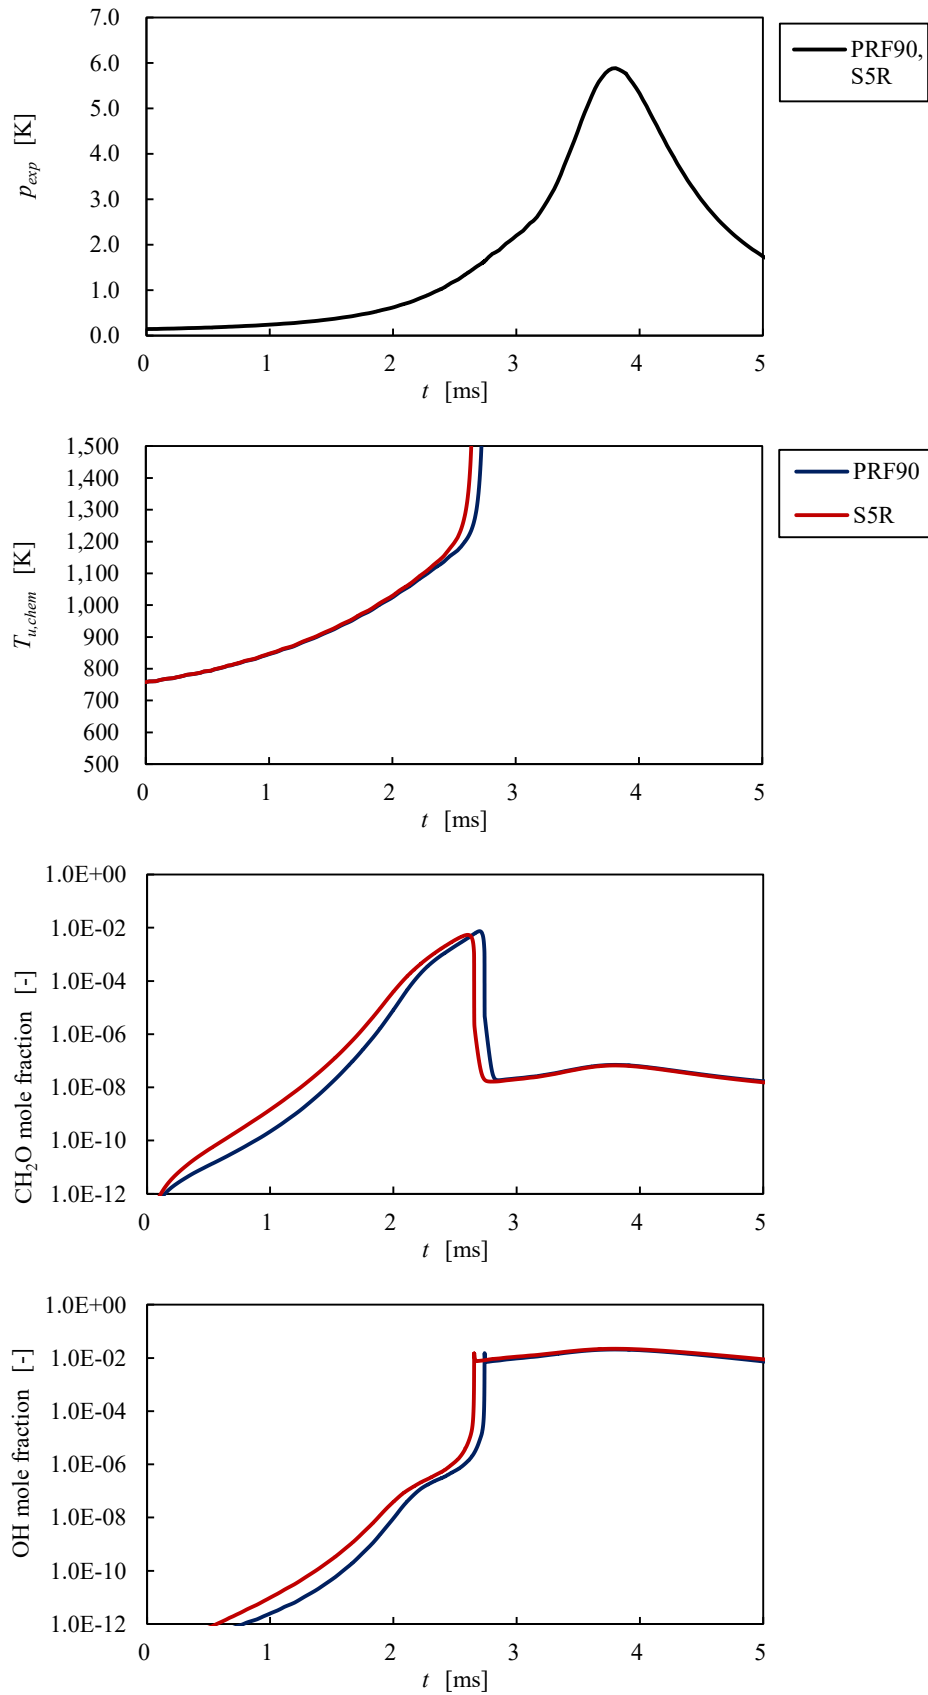 7.0
6.0
5.0
4.0
3.0
2.0
1.0
0.0
p_exp [K]
0 1 2 3 4 5
t [ms]
PRF90,
S5R
1,500
1,400
1,300
1,200
1,100
1,000
900
800
700
600
500
T_u,chem [K]
0 1 2 3 4 5
t [ms]
PRF90
S5R
1.0E+00
1.0E-02
1.0E-04
1.0E-06
1.0E-08
1.0E-10
1.0E-12
CH₂O mole fraction [-]
0 1 2 3 4 5
t [ms]
1.0E+00
1.0E-02
1.0E-04
1.0E-06
1.0E-08
1.0E-10
1.0E-12
OH mole fraction [-]
0 1 2 3 4 5
t [ms]